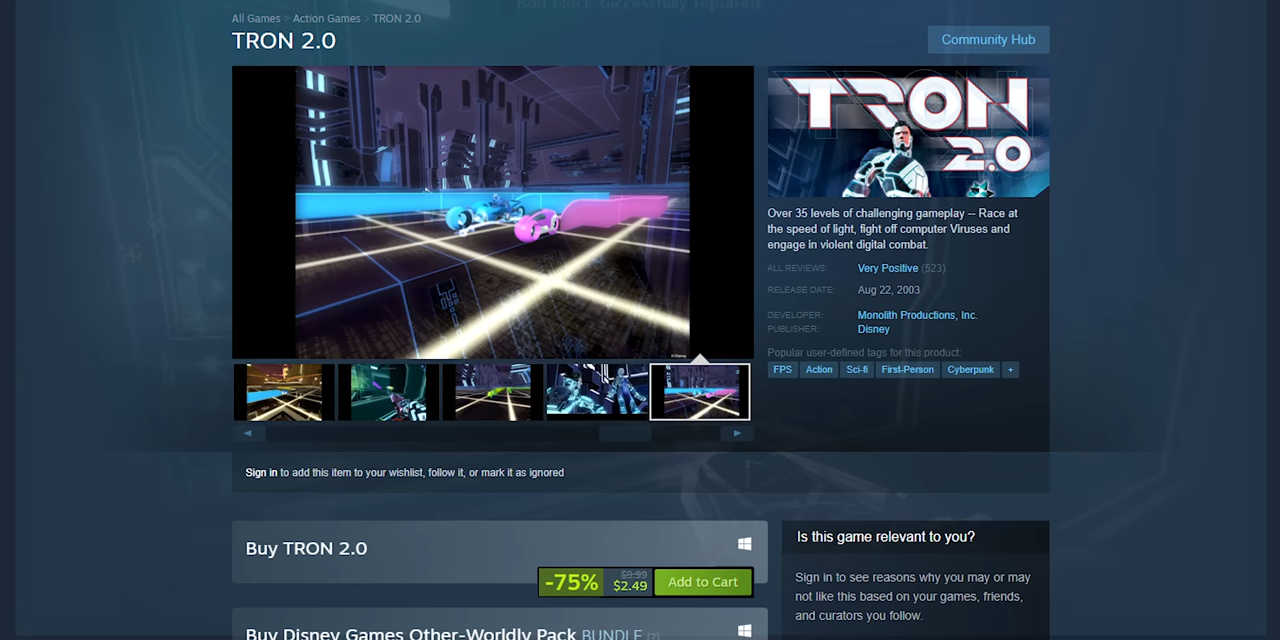 Bad block successfully repaired.
All Games > Action Games > TRON 2.0
TRON 2.0
Community Hub
TRON
2.0
Over 35 levels of challenging gameplay -- Race at
the speed of light, fight off computer Viruses and
engage in violent digital combat.
ALL REVIEWS: Very Positive (523)
RELEASE DATE: Aug 22, 2003
DEVELOPER: Monolith Productions, Inc.
PUBLISHER: Disney
Popular user-defined tags for this product:
FPS Action Sci-fi First-Person Cyberpunk +
© Disney
Sign in to add this item to your wishlist, follow it, or mark it as ignored
Buy TRON 2.0
-75% $9.99 $2.49 Add to Cart
Is this game relevant to you?
Sign in to see reasons why you may or may
not like this based on your games, friends,
and curators you follow.
Buy Disney Games Other-Worldly Pack BUNDLE (?)